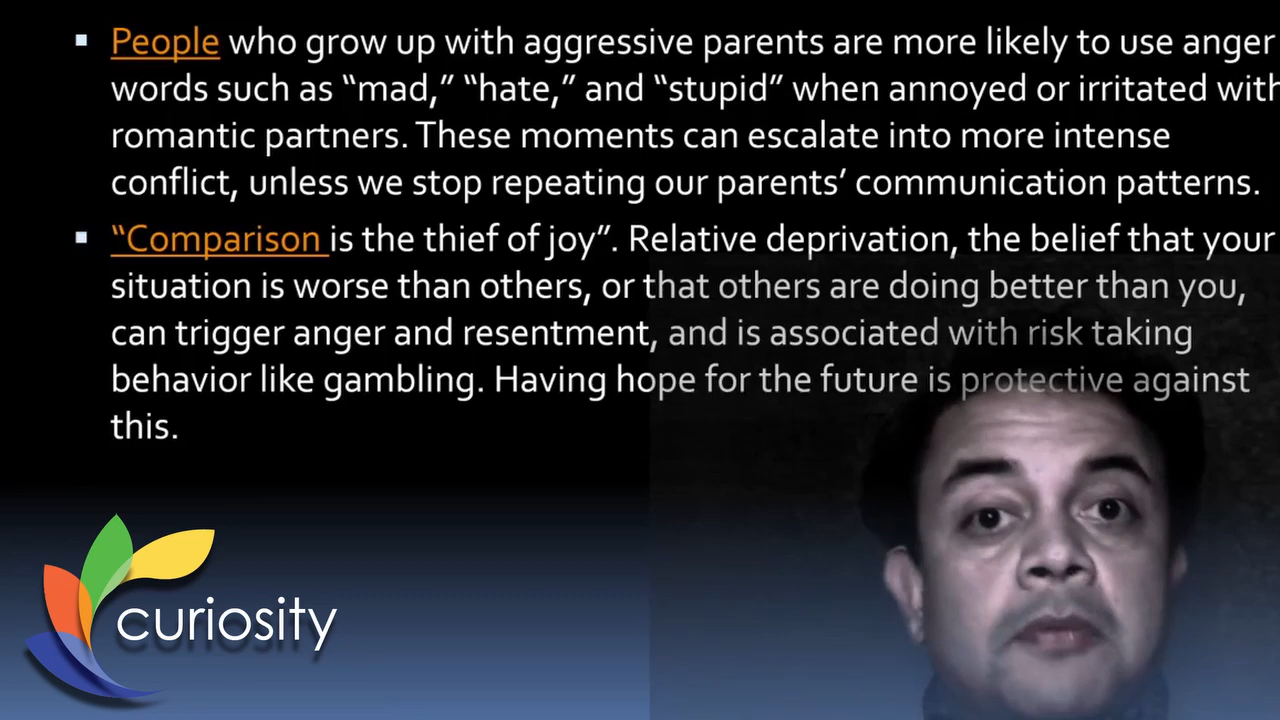 People who grow up with aggressive parents are more likely to use anger
words such as “mad,” “hate,” and “stupid” when annoyed or irritated with
romantic partners. These moments can escalate into more intense
conflict, unless we stop repeating our parents’ communication patterns.
“Comparison is the thief of joy”. Relative deprivation, the belief that your
situation is worse than others, or that others are doing better than you,
can trigger anger and resentment, and is associated with risk taking
behavior like gambling. Having hope for the future is protective against
this.
curiosity